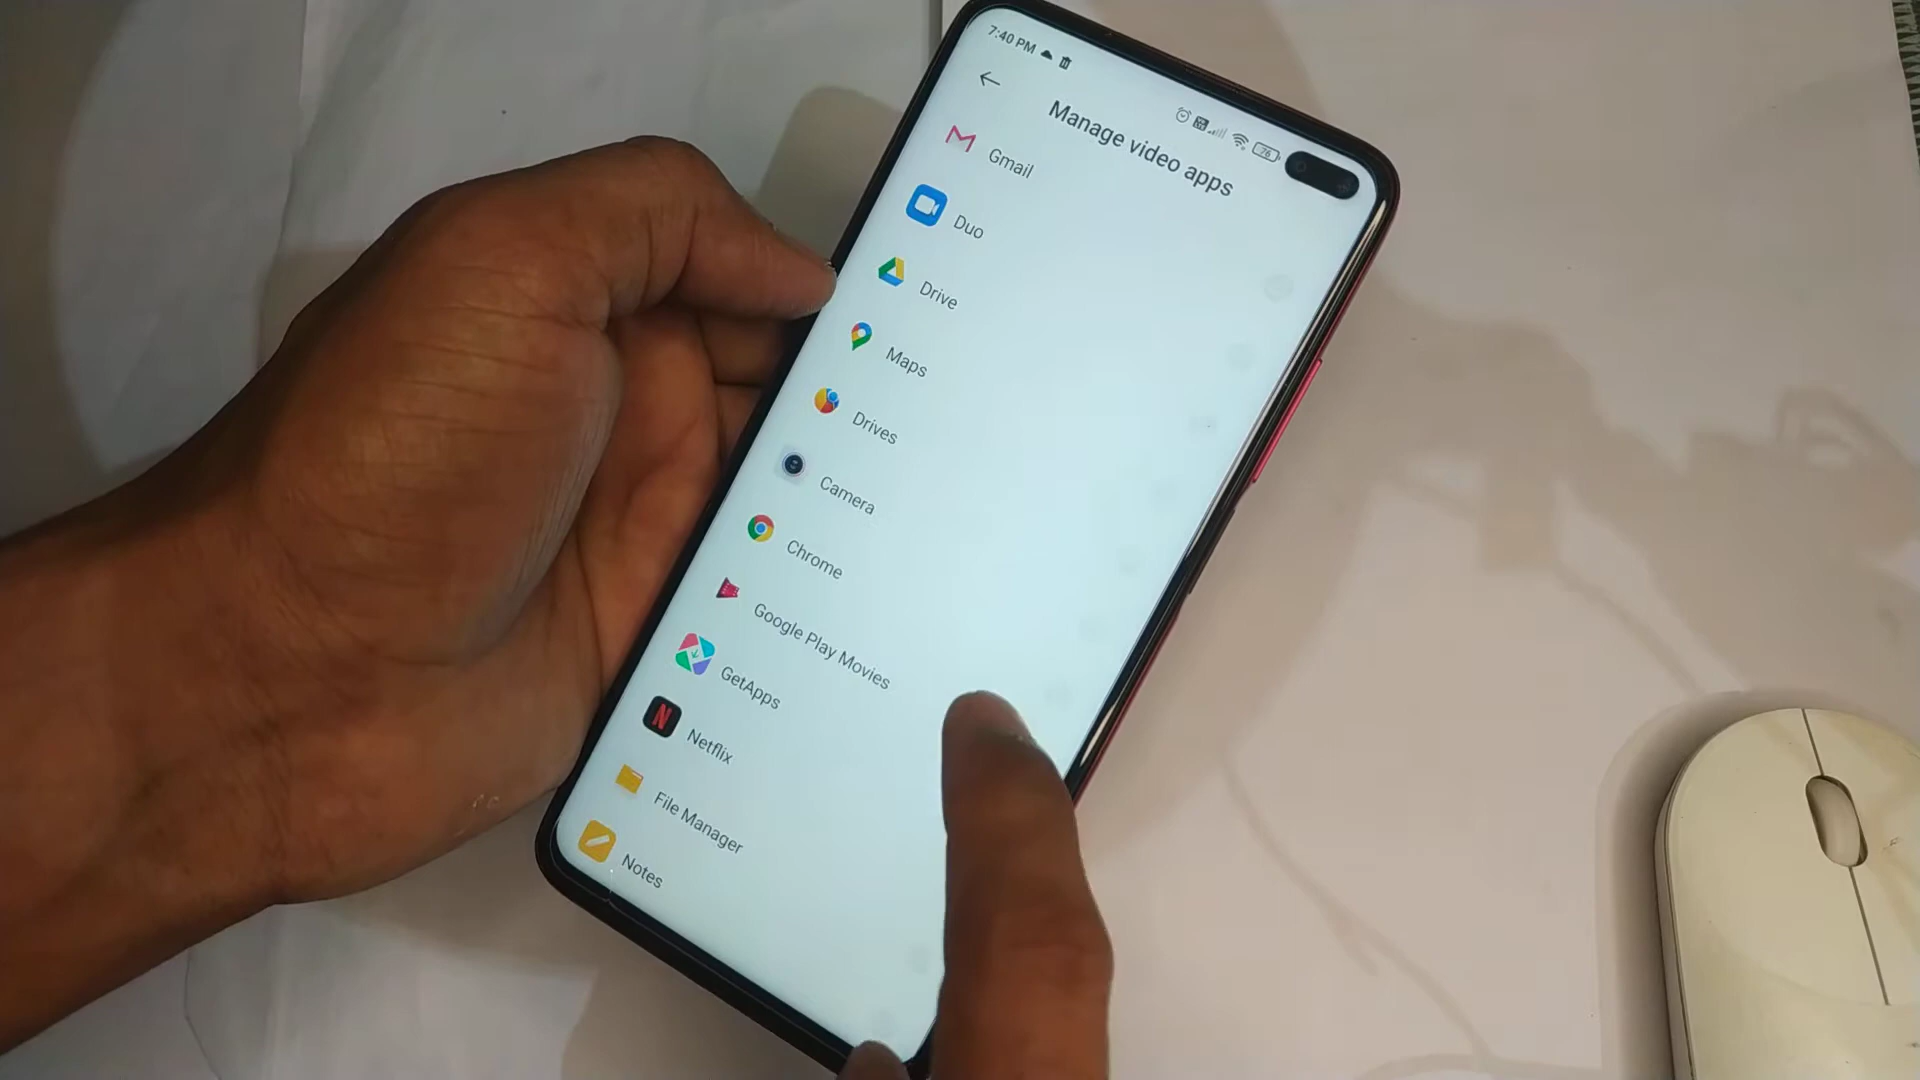 7:40 PM
76
Manage video apps
Gmail
Duo
Drive
Maps
Drives
Camera
Chrome
Google Play Movies
GetApps
N
Netflix
File Manager
Notes